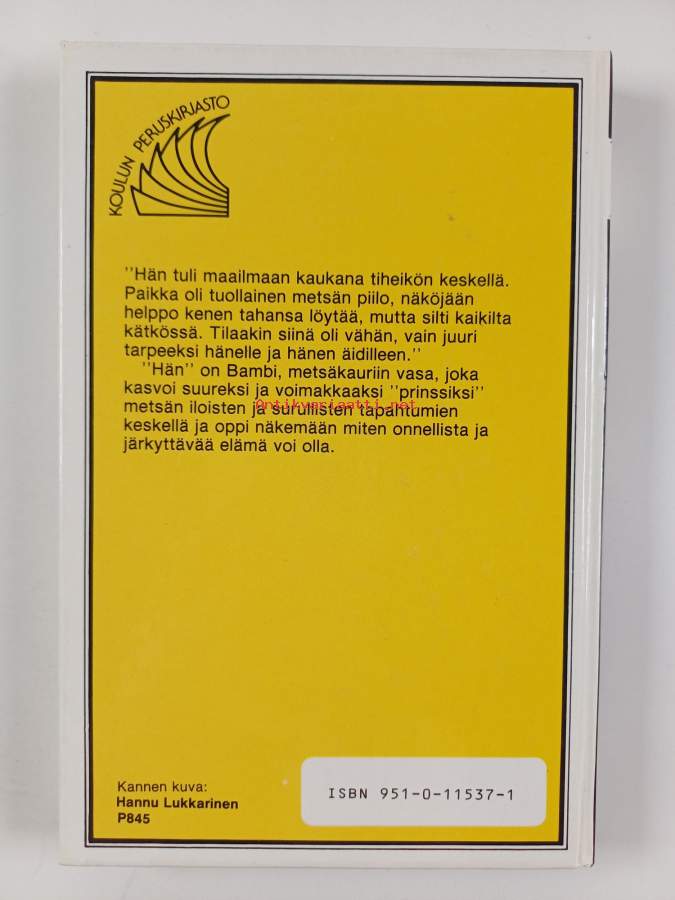 KOULUN PERUSKIRJASTO
"Hän tuli maailmaan kaukana tiheikön keskellä.
Paikka oli tuollainen metsän piilo, näköjään
helppo kenen tahansa löytää, mutta silti kaikilta
kätkössä. Tilaakin siinä oli vähän, vain juuri
tarpeeksi hänelle ja hänen äidilleen."
"Hän" on Bambi, metsäkauriin vasa, joka
kasvoi suureksi ja voimakkaaksi "prinssiksi"
Antikvariaatti.net
metsän iloisten ja surullisten tapahtumien
keskellä ja oppi näkemään miten onnellista ja
järkyttävää elämä voi olla.
Kannen kuva:
Hannu Lukkarinen
P845
ISBN 951-0-11537-1